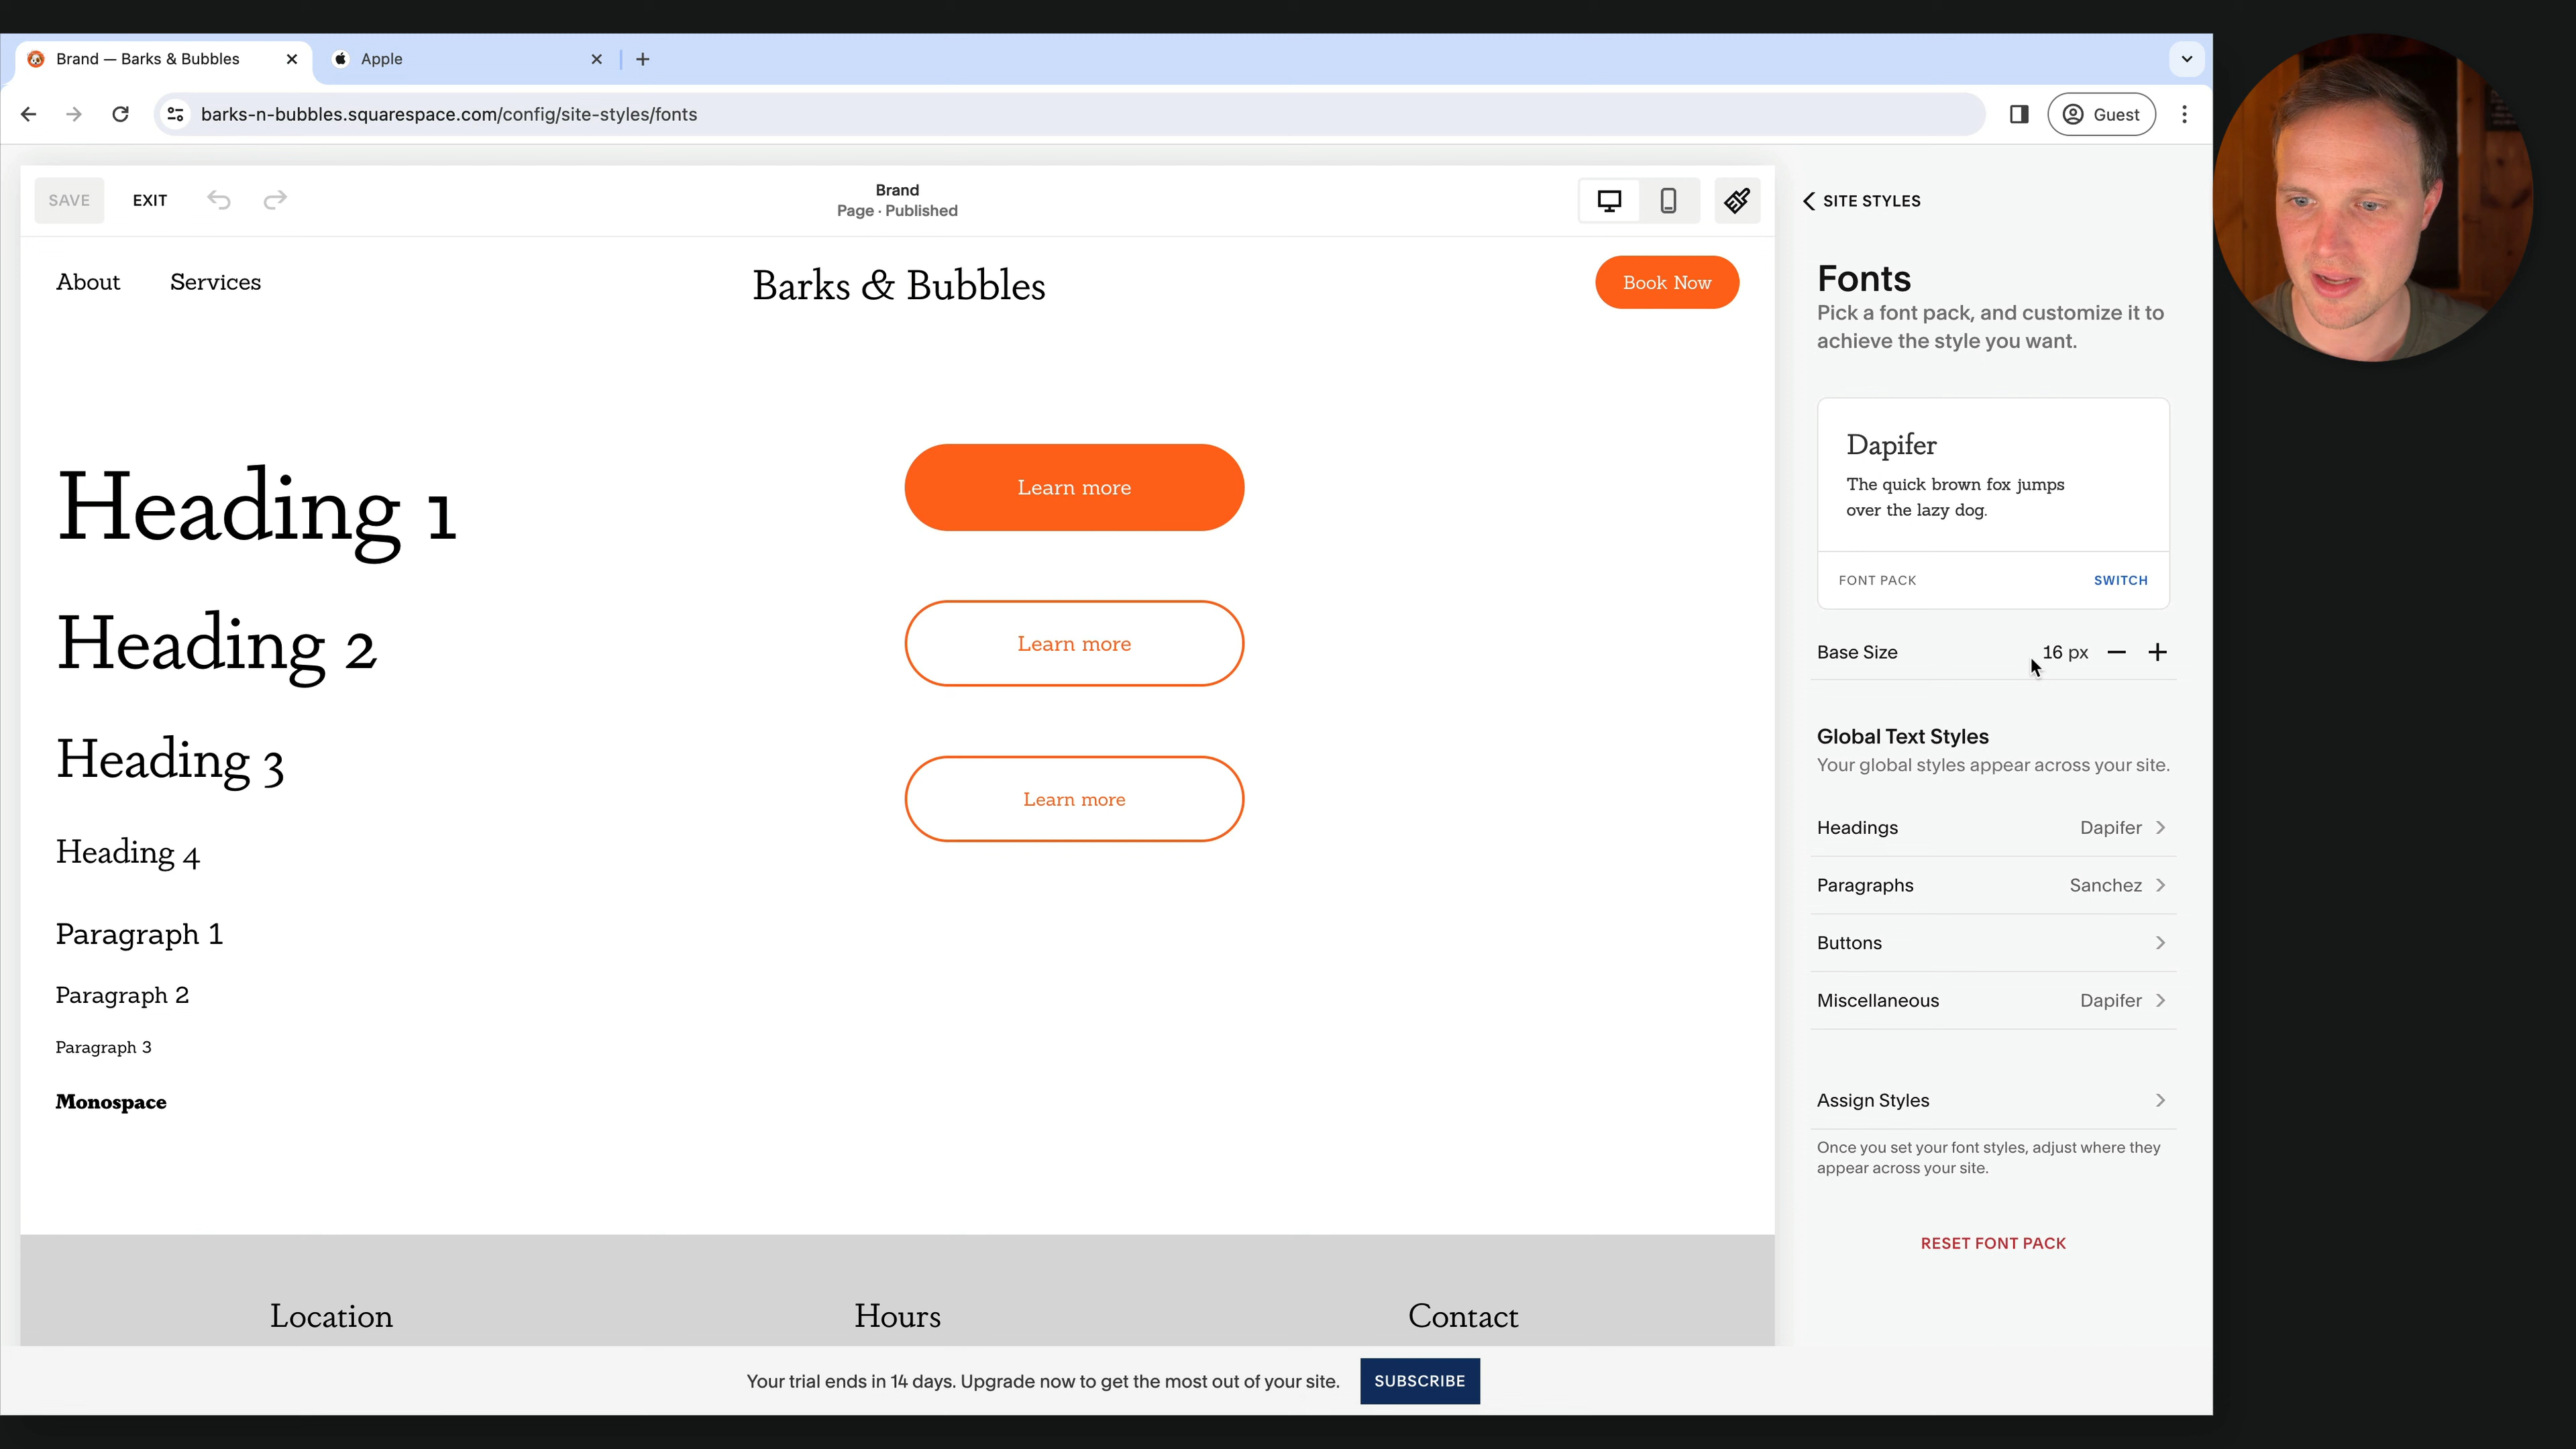 Brand — Barks & Bubbles
Apple
barks-n-bubbles.squarespace.com/config/site-styles/fonts
Guest
SAVE
EXIT
Brand
Page · Published
About
Services
Barks & Bubbles
Book Now
Heading 1
Heading 2
Heading 3
Heading 4
Paragraph 1
Paragraph 2
Paragraph 3
Monospace
Learn more
Learn more
Learn more
Location
Hours
Contact
SITE STYLES
Fonts
Pick a font pack, and customize it to
achieve the style you want.
Dapifer
The quick brown fox jumps
over the lazy dog.
FONT PACK
SWITCH
Base Size
16 px
Global Text Styles
Your global styles appear across your site.
Headings
Dapifer
Paragraphs
Sanchez
Buttons
Miscellaneous
Dapifer
Assign Styles
Once you set your font styles, adjust where they
appear across your site.
RESET FONT PACK
Your trial ends in 14 days. Upgrade now to get the most out of your site.
SUBSCRIBE